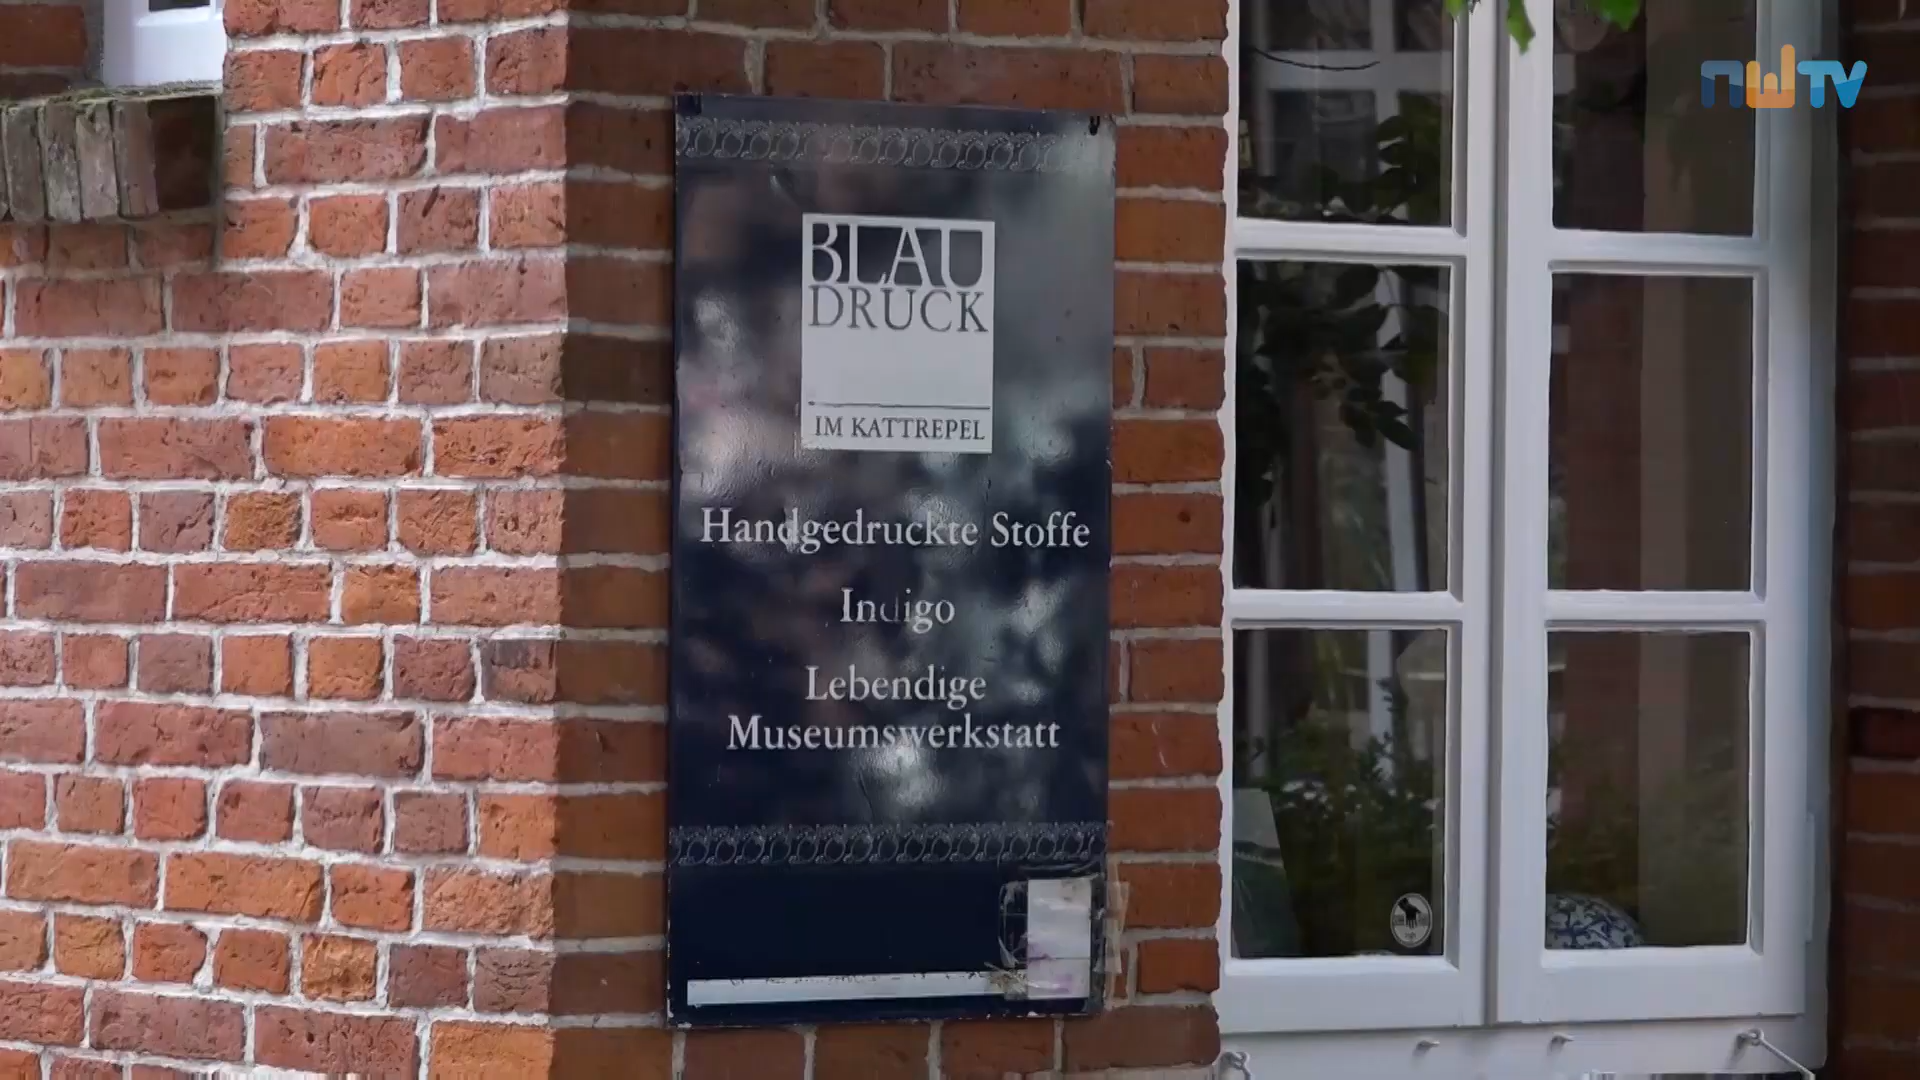 nwTV
BLAU
DRUCK
IM KATTREPEL
Handgedruckte Stoffe
Indigo
Lebendige
Museumswerkstatt